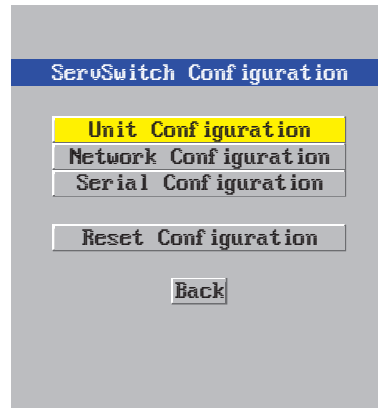 ServSwitch Configuration
Unit Configuration
Network Configuration
Serial Configuration
Reset Configuration
Back